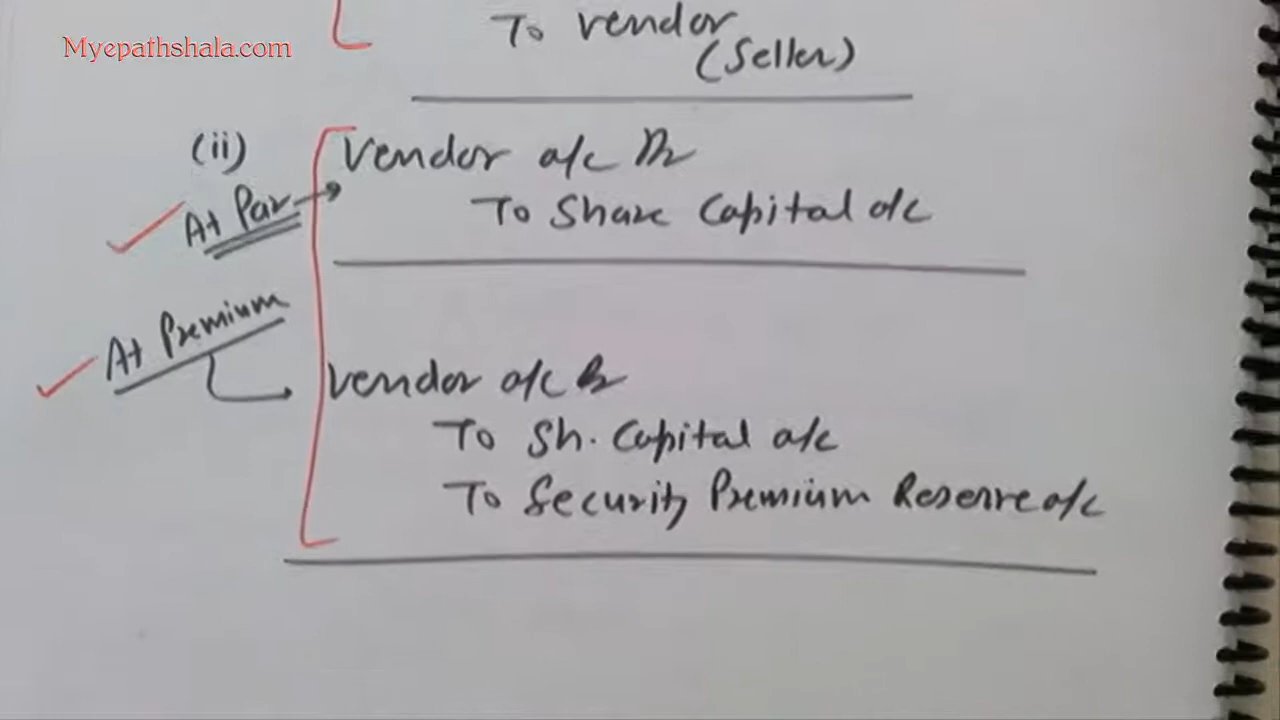 To vendor
Myepathshala.com
(Seller)
(ii)
vendor a/c Dr
At Par
To Share Capital a/c
At Premium
vendor a/c Dr
To Sh. Capital a/c
To Security Premium Reserve a/c